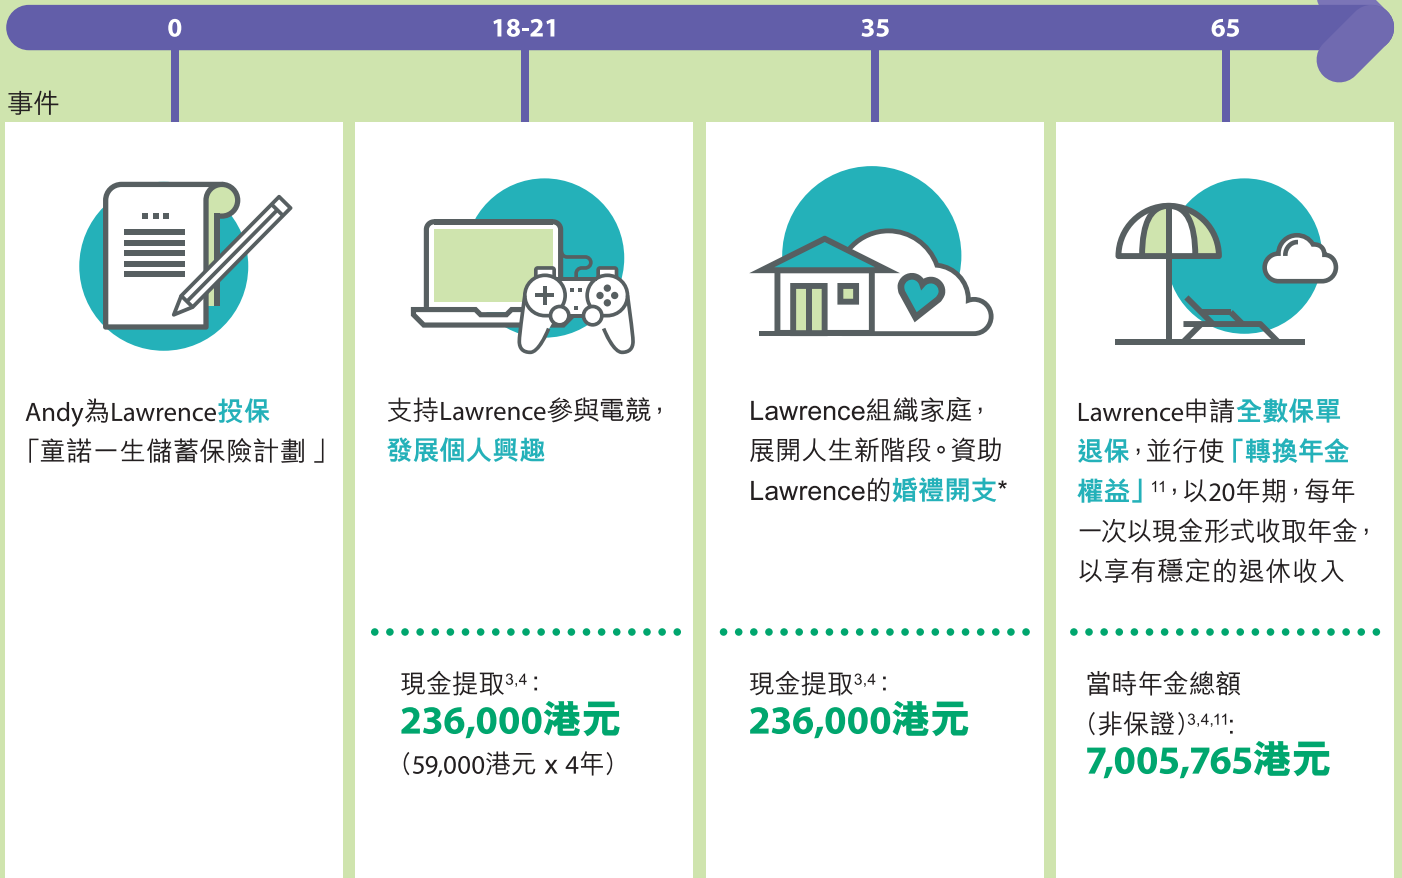 0
18-21
35
65
事件
Andy為Lawrence投保
「童諾一生儲蓄保險計劃」
支持Lawrence參與電競，
發展個人興趣
現金提取3,4：
236,000港元
（59,000港元 x 4年）
Lawrence組織家庭，
展開人生新階段。資助
Lawrence的婚禮開支*
現金提取3,4：
236,000港元
Lawrence申請全數保單
退保，並行使「轉換年金
權益」11，以20年期，每年
一次以現金形式收取年金，
以享有穩定的退休收入
當時年金總額
（非保證）3,4,11:
7,005,765港元